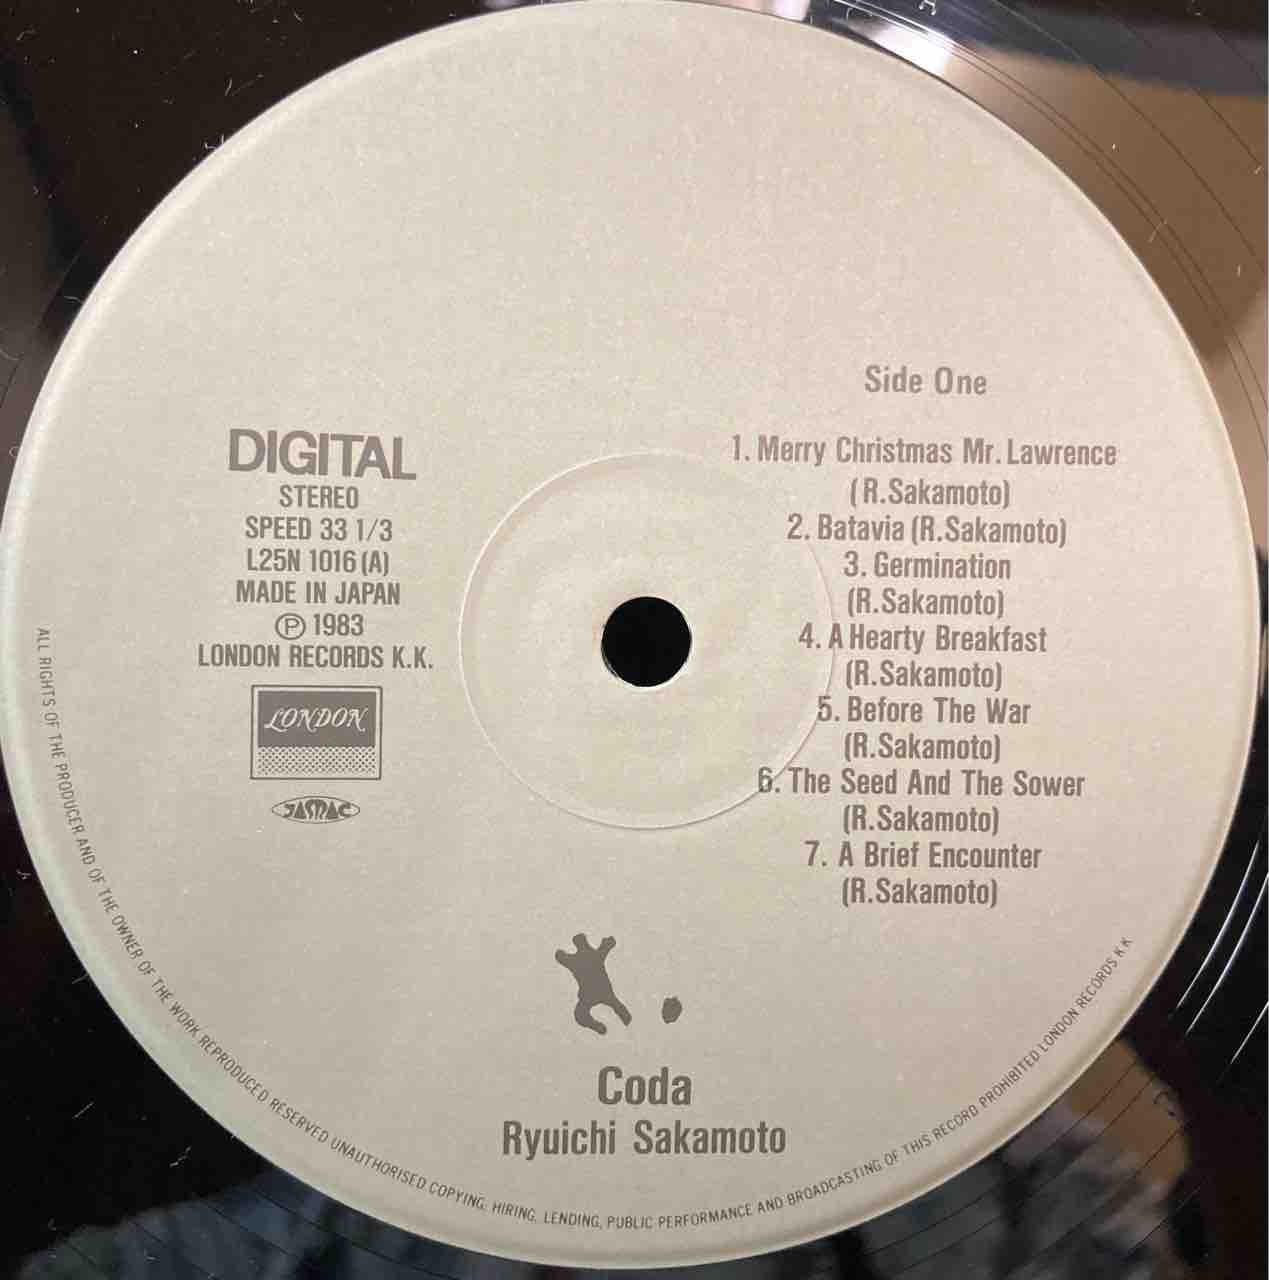 Side One
1. Merry Christmas Mr. Lawrence
(R.Sakamoto)
2. Batavia (R.Sakamoto)
3. Germination
(R.Sakamoto)
4. A Hearty Breakfast
(R.Sakamoto)
5. Before The War
(R.Sakamoto)
6. The Seed And The Sower
(R.Sakamoto)
7. A Brief Encounter
(R.Sakamoto)
DIGITAL
STEREO
SPEED 33 1/3
L25N 1016 (A)
MADE IN JAPAN
Ⓟ 1983
LONDON RECORDS K.K.
LONDON
JASRAC
Coda
Ryuichi Sakamoto
ALL RIGHTS OF THE PRODUCER AND OF THE OWNER OF THE WORK REPRODUCED RESERVED UNAUTHORISED COPYING, HIRING, LENDING, PUBLIC PERFORMANCE AND BROADCASTING OF THIS RECORD PROHIBITED LONDON RECORDS K.K